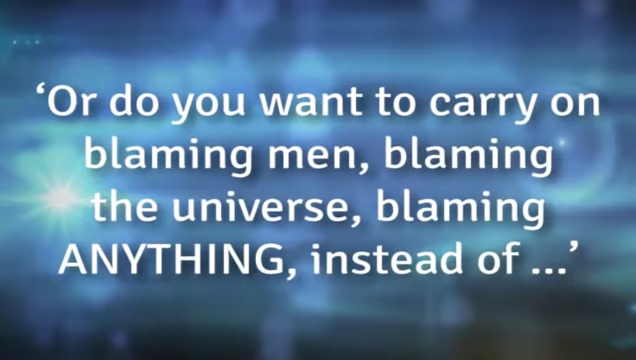 ‘Or do you want to carry on
blaming men, blaming
the universe, blaming
ANYTHING, instead of ...’